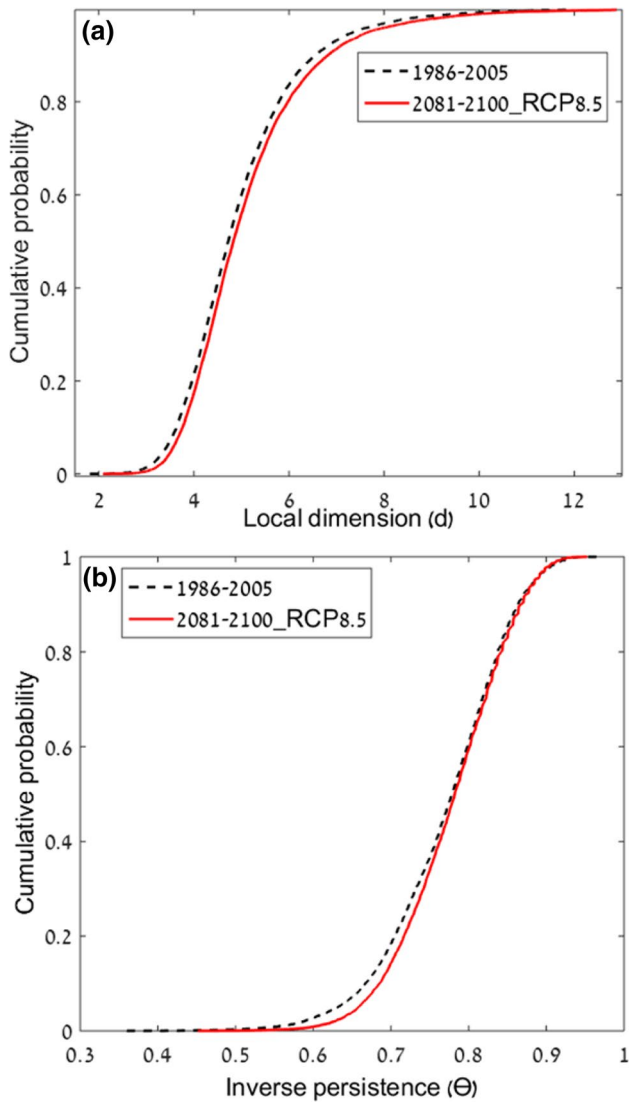 (a)
1986-2005
2081-2100_RCP8.5
Cumulative probability
0.8
0.6
0.4
0.2
0
2 4 6 8 10 12
Local dimension (d)
(b)
1986-2005
2081-2100_RCP8.5
Cumulative probability
1
0.8
0.6
0.4
0.2
0
0.3 0.4 0.5 0.6 0.7 0.8 0.9 1
Inverse persistence (Ө)